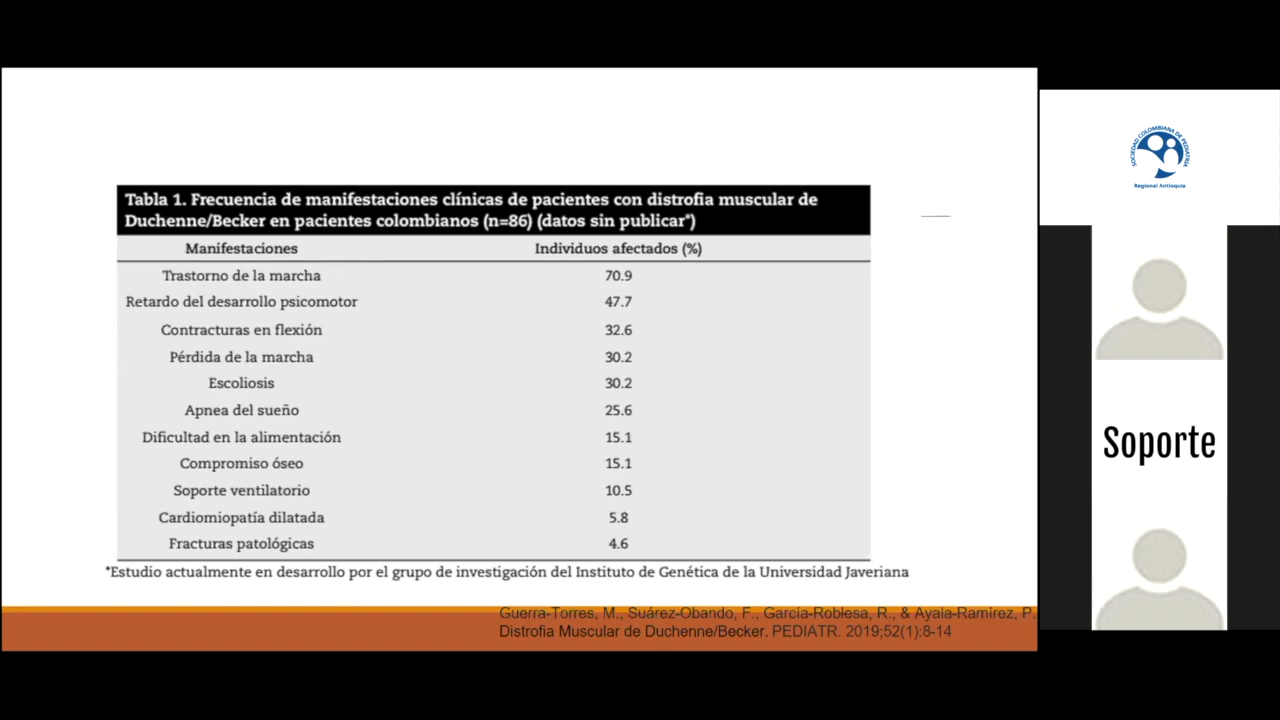 Tabla 1. Frecuencia de manifestaciones clínicas de pacientes con distrofia muscular de
Duchenne/Becker en pacientes colombianos (n=86) (datos sin publicar*)
Manifestaciones Individuos afectados (%)
Trastorno de la marcha 70.9
Retardo del desarrollo psicomotor 47.7
Contracturas en flexión 32.6
Pérdida de la marcha 30.2
Escoliosis 30.2
Apnea del sueño 25.6
Dificultad en la alimentación 15.1
Compromiso óseo 15.1
Soporte ventilatorio 10.5
Cardiomiopatía dilatada 5.8
Fracturas patológicas 4.6
*Estudio actualmente en desarrollo por el grupo de investigación del Instituto de Genética de la Universidad Javeriana
Guerra-Torres, M., Suárez-Obando, F., García-Roblesa, R., & Ayala-Ramírez, P.
Distrofia Muscular de Duchenne/Becker. PEDIATR. 2019;52(1):8-14
SOCIEDAD COLOMBIANA DE PEDIATRÍA
Regional Antioquia
Soporte